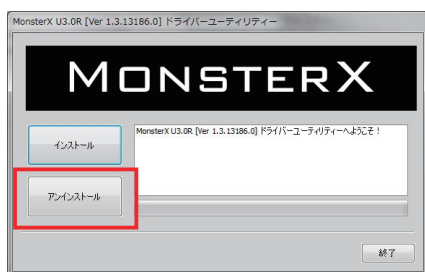 MonsterX U3.0R [Ver 1.3.13186.0] ドライバーユーティリティー
MONSTERX
インストール
MonsterX U3.0R [Ver 1.3.13186.0] ドライバーユーティリティーへようこそ！
アンインストール
終了